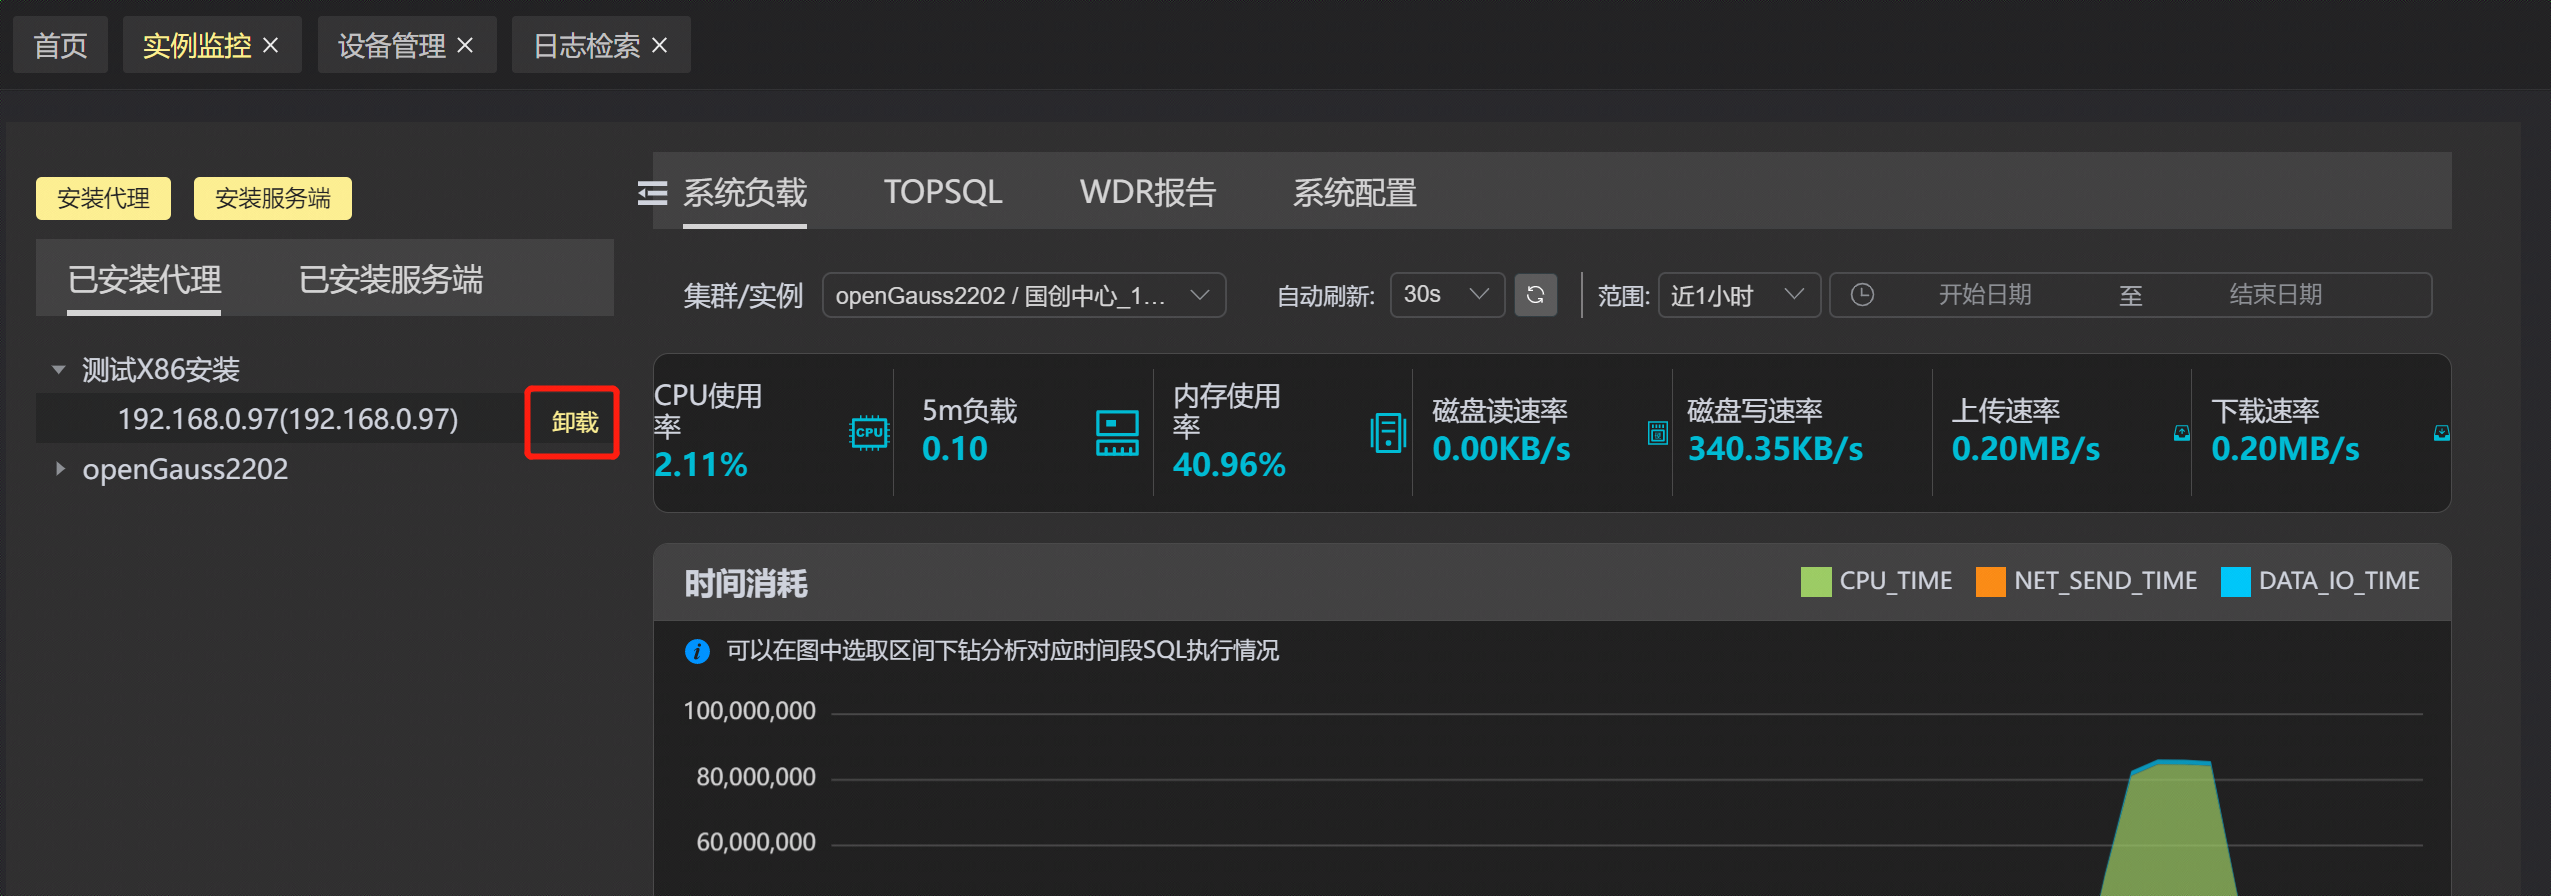 首页
实例监控
设备管理
日志检索
安装代理
安装服务端
已安装代理
已安装服务端
测试X86安装
192.168.0.97(192.168.0.97)
卸载
openGauss2202
系统负载
TOPSQL
WDR报告
系统配置
集群/实例
openGauss2202 / 国创中心_1...
自动刷新:
30s
范围:
近1小时
开始日期
至
结束日期
CPU使用
率
2.11%
CPU
5m负载
0.10
内存使用
率
40.96%
磁盘读速率
0.00KB/s
磁盘写速率
340.35KB/s
上传速率
0.20MB/s
下载速率
0.20MB/s
时间消耗
CPU_TIME
NET_SEND_TIME
DATA_IO_TIME
可以在图中选取区间下钻分析对应时间段SQL执行情况
100,000,000
80,000,000
60,000,000